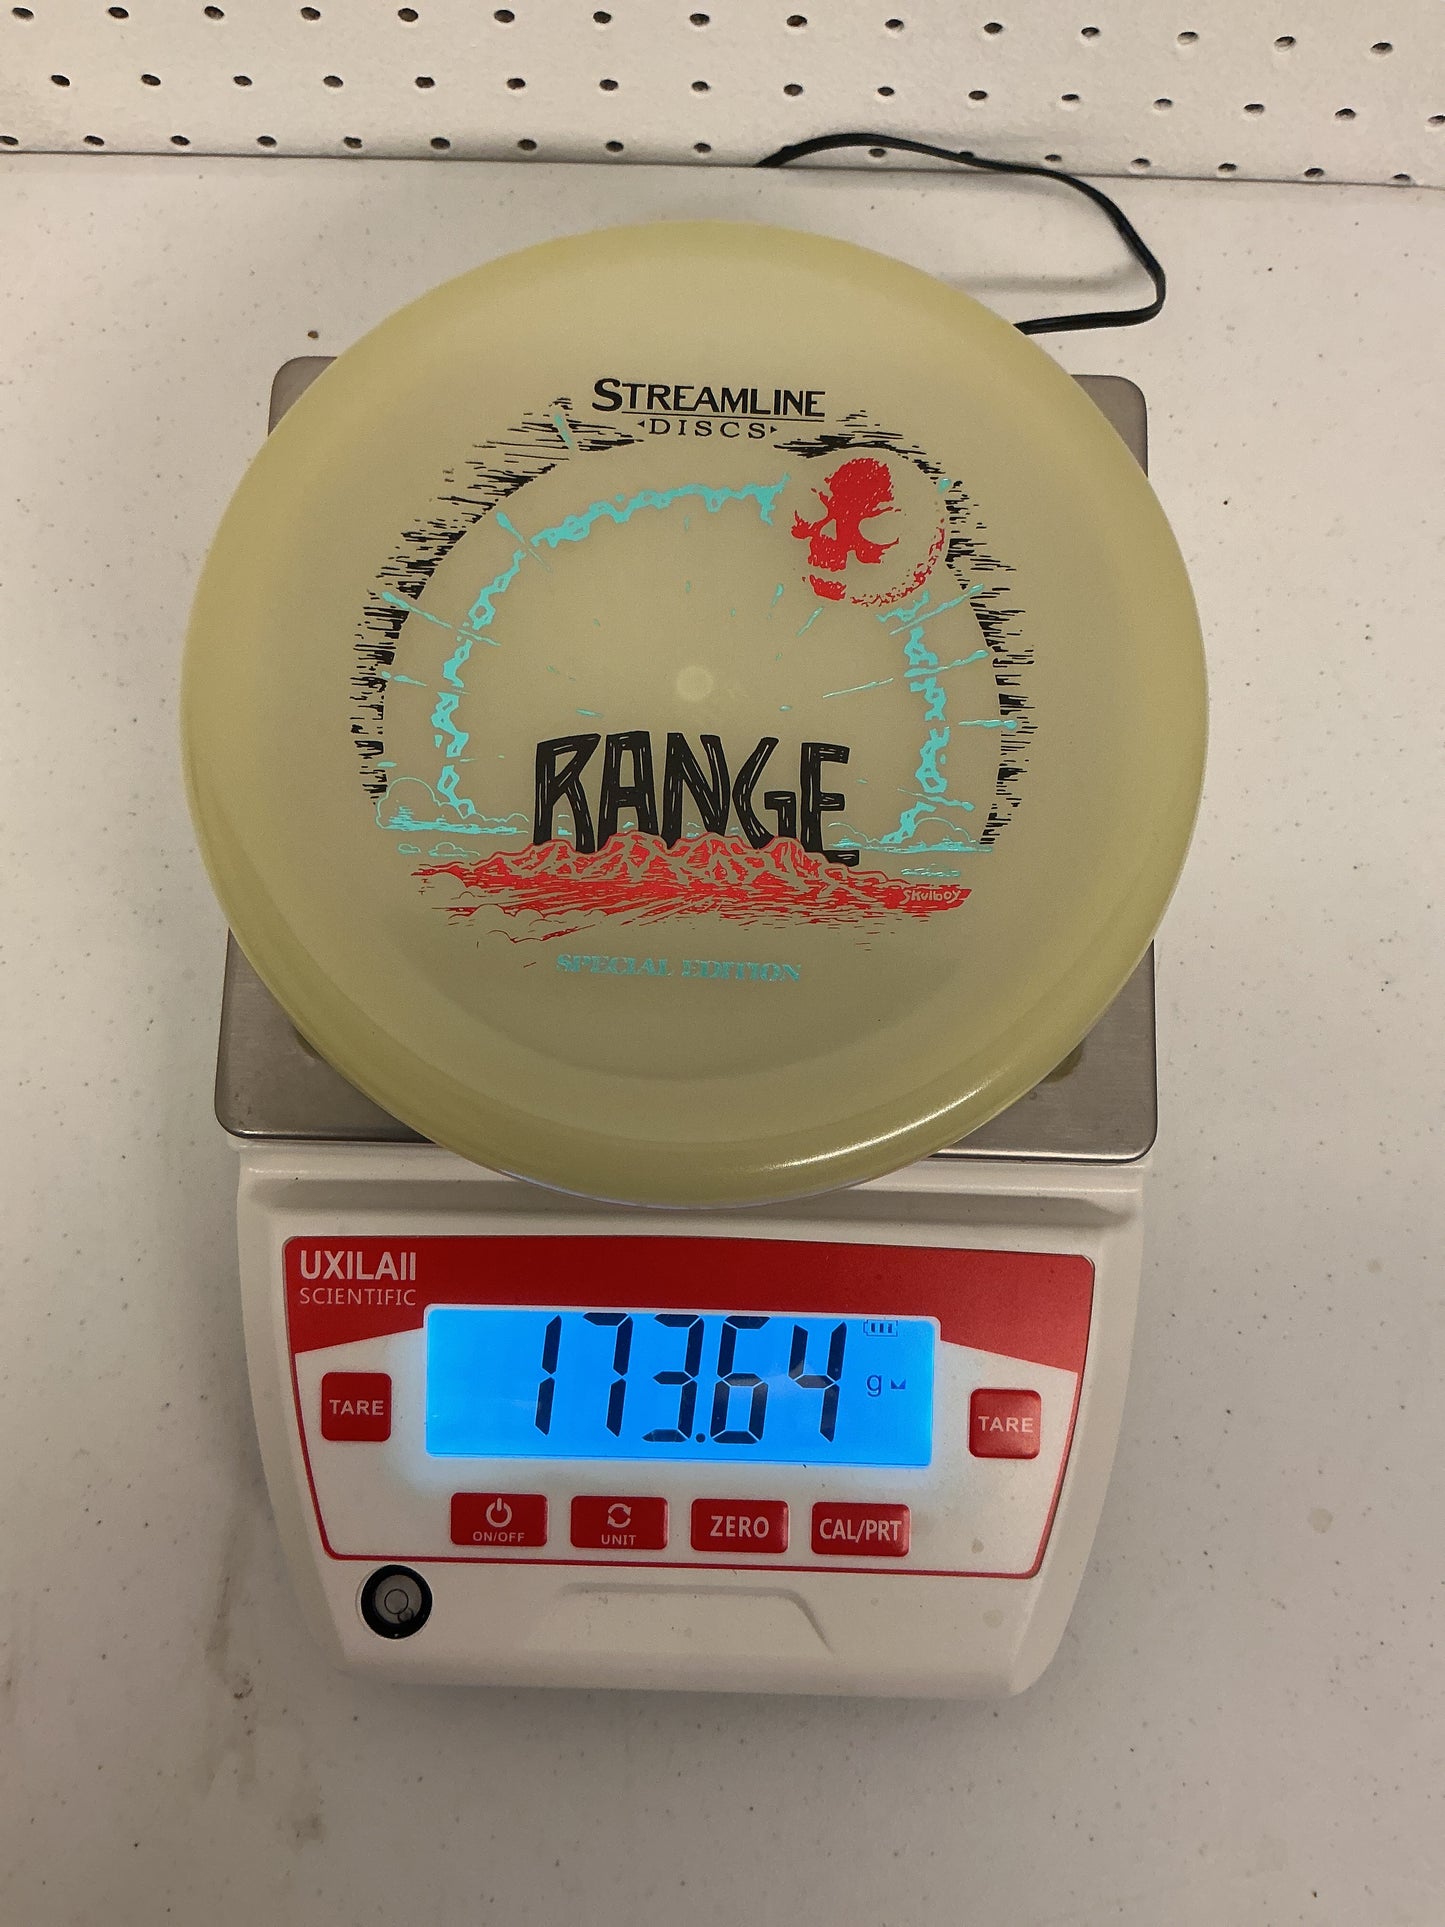 STREAMLINE
DISCS
RANGE
Skulboy
SPECIAL EDITION
UXILAII
SCIENTIFIC
173.64 g
TARE
TARE
ON/OFF
UNIT
ZERO
CAL/PRT